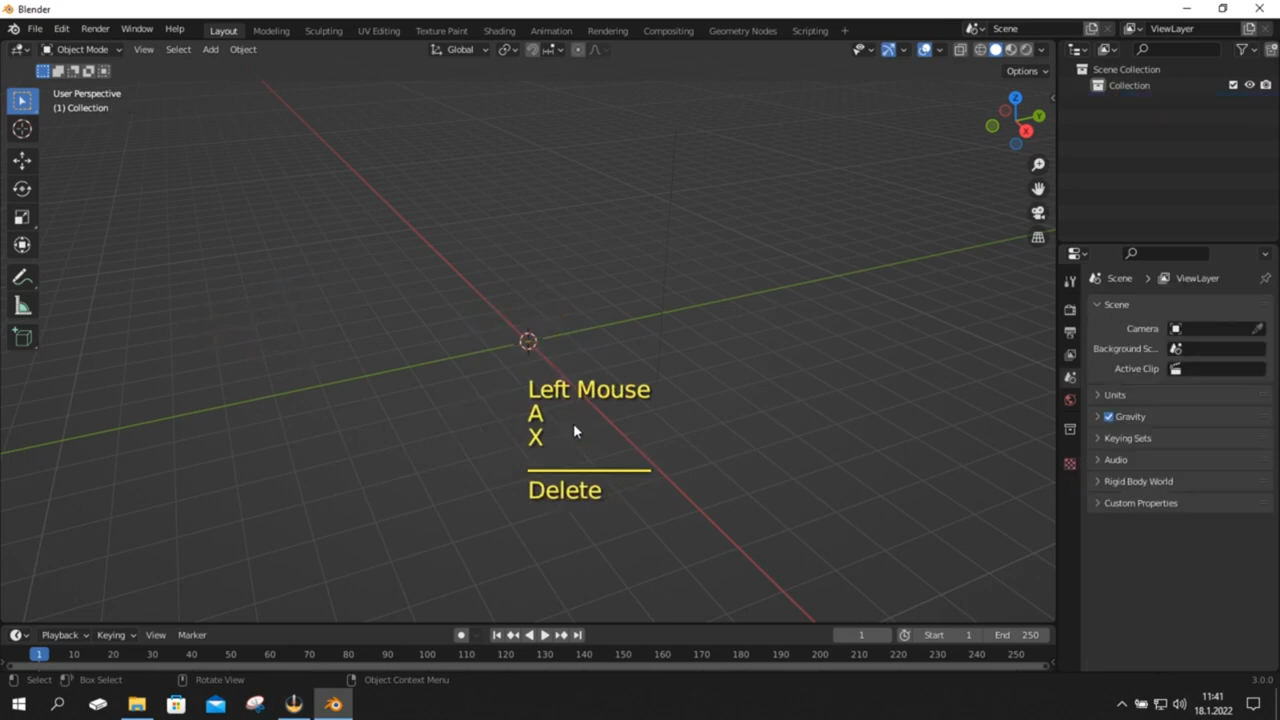 Blender
File Edit Render Window Help
Layout Modeling Sculpting UV Editing Texture Paint Shading Animation Rendering Compositing Geometry Nodes Scripting +
Scene
ViewLayer
Object Mode View Select Add Object
Global
Options
User Perspective
(1) Collection
Z
Y
X
Scene Collection
Collection
Scene
ViewLayer
Scene
Camera
Background Sc...
Active Clip
Units
Gravity
Keying Sets
Audio
Rigid Body World
Custom Properties
Left Mouse
A
X
Delete
Playback Keying View Marker
1
Start 1 End 250
1 10 20 30 40 50 60 70 80 90 100 110 120 130 140 150 160 170 180 190 200 210 220 230 240 250
Select Box Select Rotate View Object Context Menu
3.0.0
11:41
18.1.2022